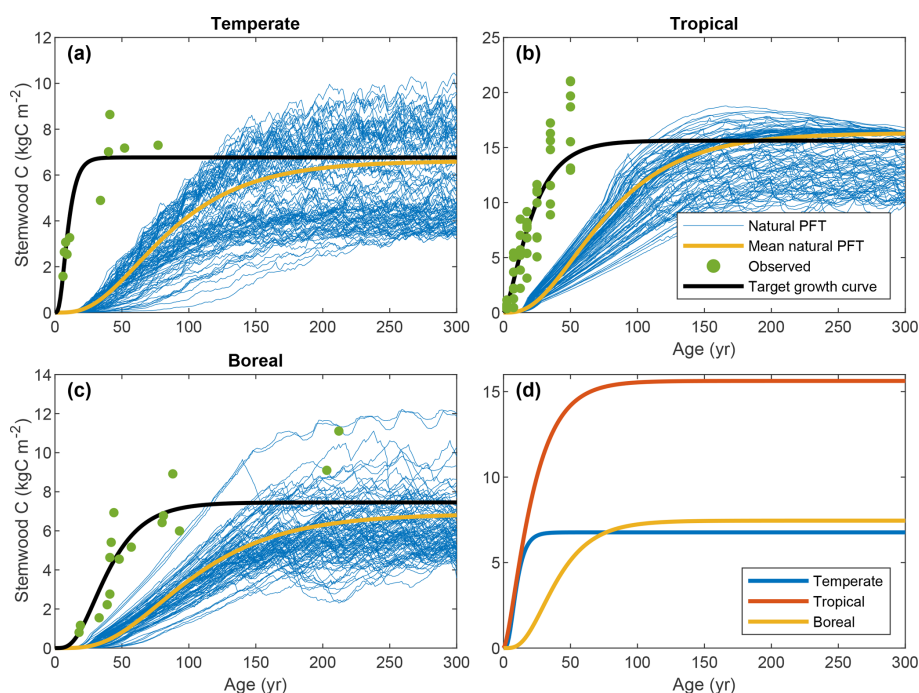 Temperate
(a)
12
10
8
6
4
2
0
Stemwood C (kgC m⁻²)
0 50 100 150 200 250 300
Tropical
(b)
25
20
15
10
5
0
0 50 100 150 200 250 300
Age (yr)
Natural PFT
Mean natural PFT
Observed
Target growth curve
Boreal
(c)
14
12
10
8
6
4
2
0
Stemwood C (kgC m⁻²)
0 50 100 150 200 250 300
Age (yr)
(d)
15
10
5
0
0 50 100 150 200 250 300
Age (yr)
Temperate
Tropical
Boreal